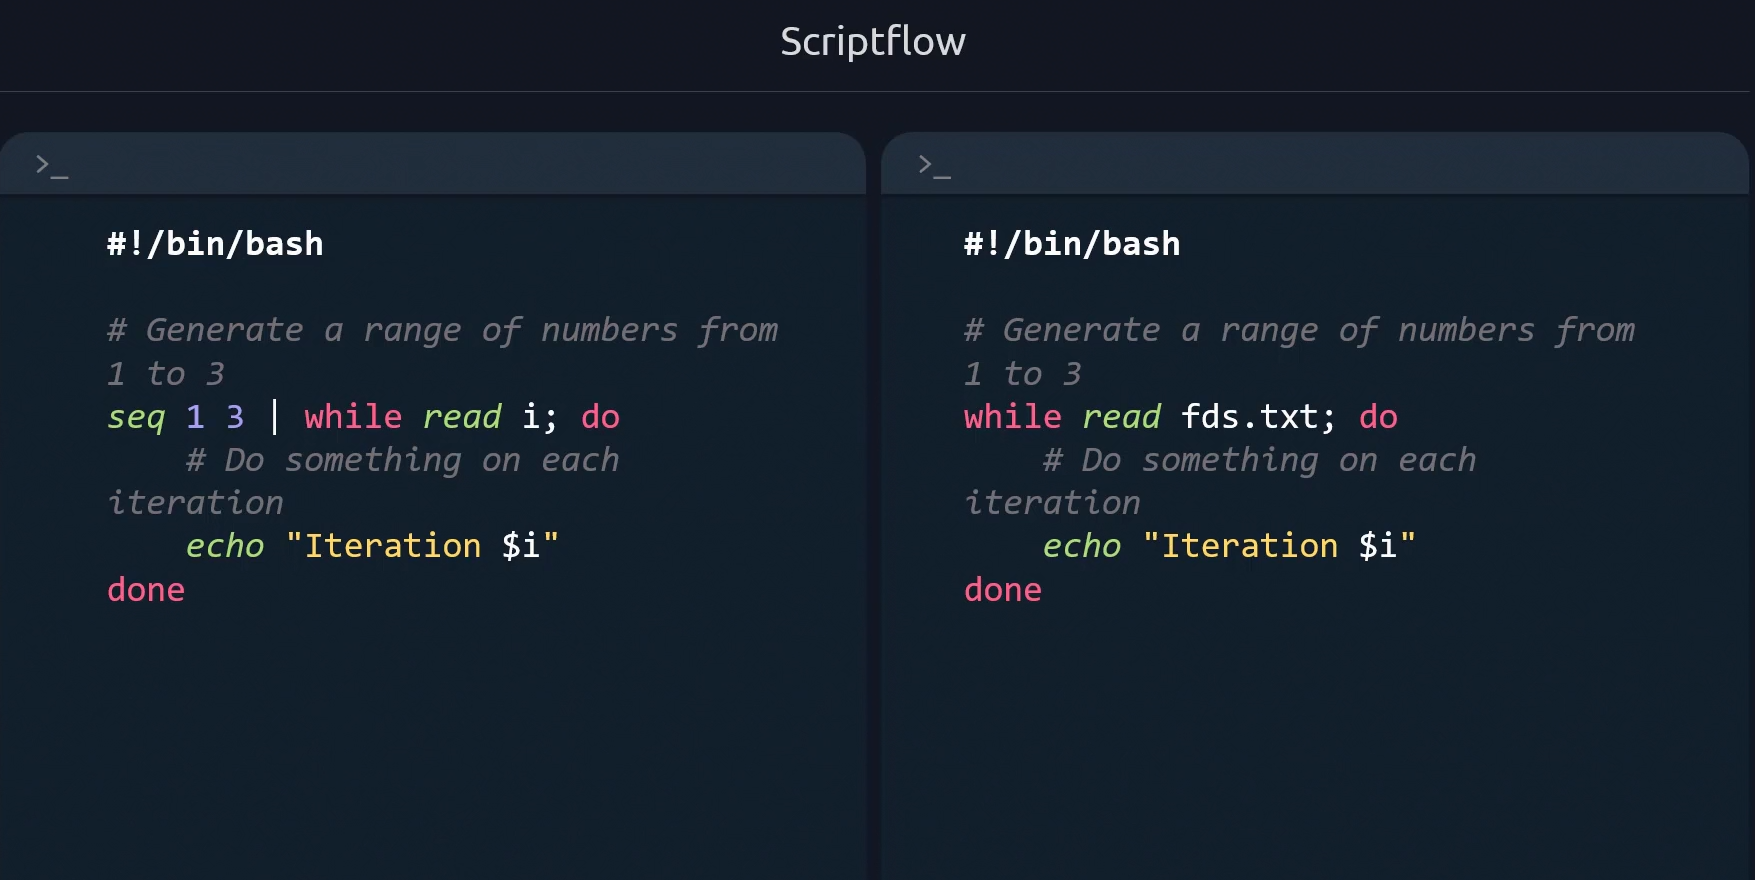 Scriptflow
>_
#!/bin/bash
# Generate a range of numbers from
1 to 3
seq 1 3 | while read i; do
    # Do something on each
iteration
    echo "Iteration $i"
done
>_
#!/bin/bash
# Generate a range of numbers from
1 to 3
while read fds.txt; do
    # Do something on each
iteration
    echo "Iteration $i"
done